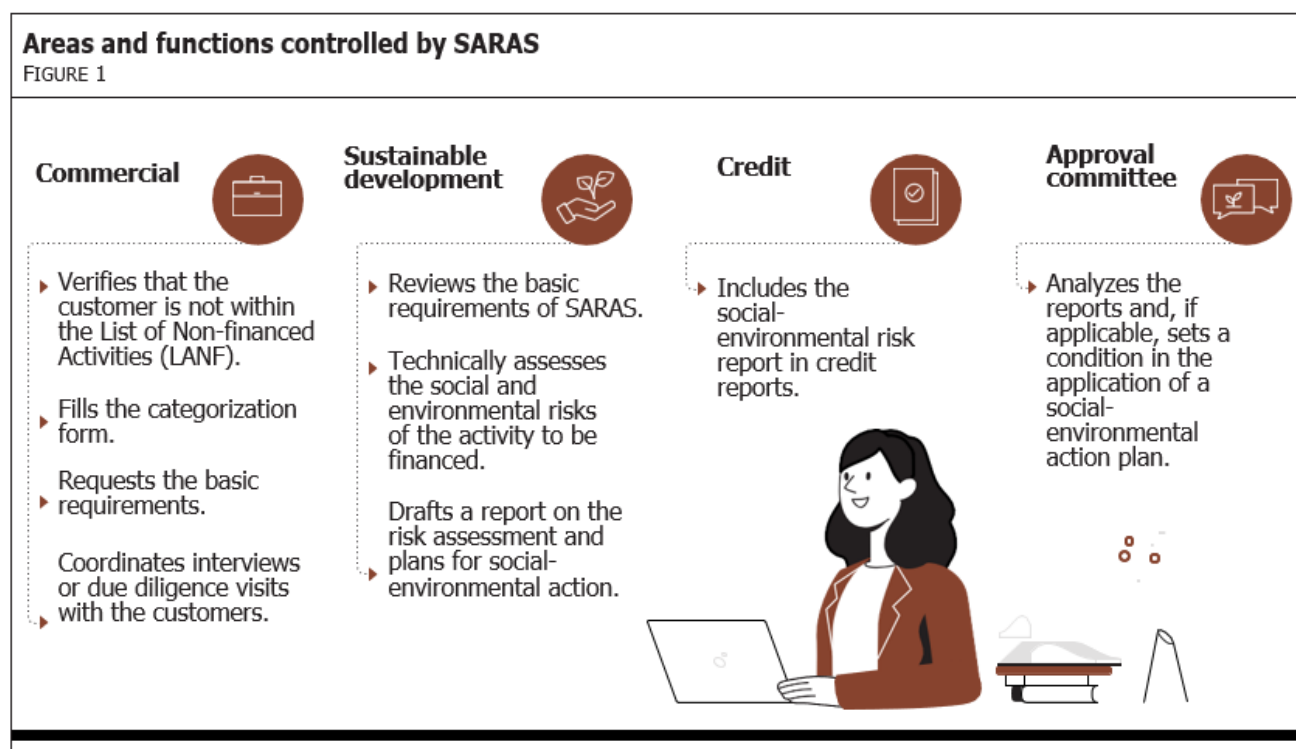 Areas and functions controlled by SARAS
FIGURE 1
Commercial
Verifies that the
customer is not within
the List of Non-financed
Activities (LANF).
Fills the categorization
form.
Requests the basic
requirements.
Coordinates interviews
or due diligence visits
with the customers.
Sustainable
development
Reviews the basic
requirements of SARAS.
Technically assesses
the social and
environmental risks
of the activity to be
financed.
Drafts a report on the
risk assessment and
plans for social-
environmental action.
Credit
Includes the
social-
environmental risk
report in credit
reports.
Approval
committee
Analyzes the
reports and, if
applicable, sets a
condition in the
application of a
social-
environmental
action plan.